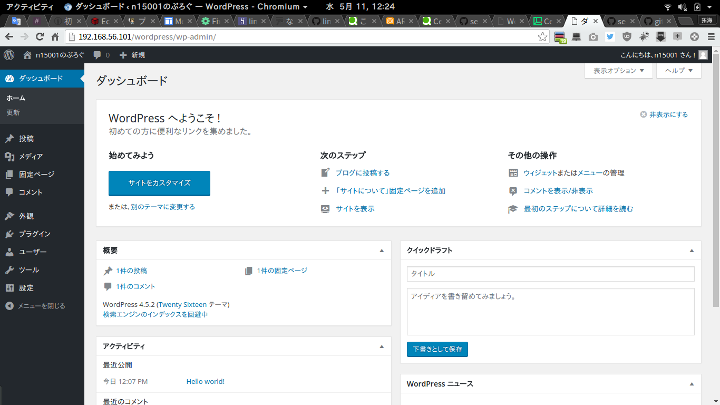 アクティビティ
ダッシュボード ‹ n15001のぶろぐ — WordPress - Chromium
水 5月 11, 12:24
192.168.56.101/wordpress/wp-admin/
n15001のぶろぐ
0
新規
こんにちは、n15001 さん!
ダッシュボード
ホーム
更新
投稿
メディア
固定ページ
コメント
外観
プラグイン
ユーザー
ツール
設定
メニューを閉じる
表示オプション
ヘルプ
ダッシュボード
WordPress へようこそ!
初めての方に便利なリンクを集めました。
非表示にする
始めてみよう
サイトをカスタマイズ
または、別のテーマに変更する
次のステップ
ブログに投稿する
「サイトについて」固定ページを追加
サイトを表示
その他の操作
ウィジェットまたはメニューの管理
コメントを表示/非表示
最初のステップについて詳細を読む
概要
1件の投稿
1件の固定ページ
1件のコメント
WordPress 4.5.2 (Twenty Sixteen テーマ)
検索エンジンのインデックスを回避中
アクティビティ
最近公開
今日 12:07 PM
Hello world!
最近のコメント
クイックドラフト
タイトル
アイディアを書き留めてみましょう。
下書きとして保存
WordPress ニュース